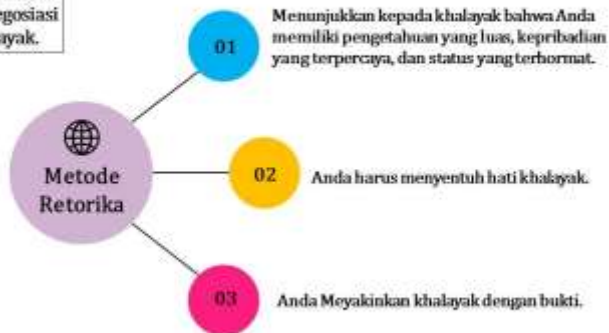 egosiasi
ayak.
01
Menunjukkan kepada khalayak bahwa Anda
memiliki pengetahuan yang luas, kepribadian
yang terpercaya, dan status yang terhormat.
Metode
Retorika
02
Anda harus menyentuh hati khalayak.
03
Anda Meyakinkan khalayak dengan bukti.